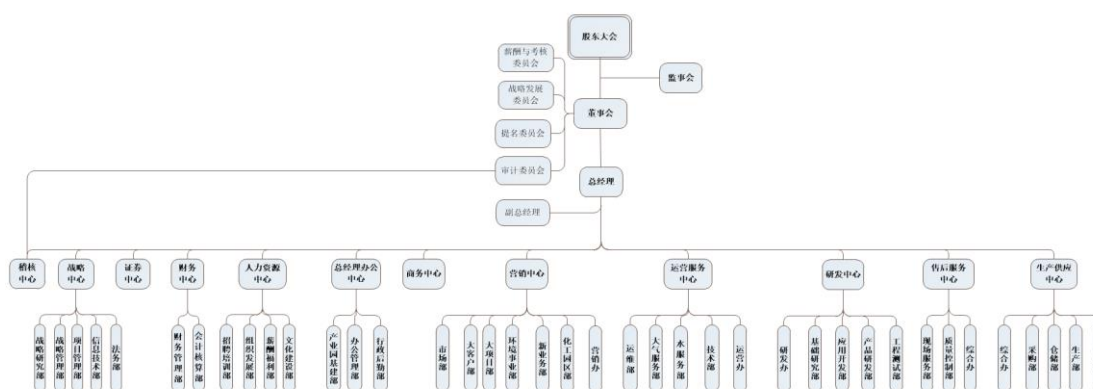 股东大会
薪酬与考核
委员会
监事会
战略发展
委员会
董事会
提名委员会
审计委员会
总经理
副总经理
稽核
中心
战略
中心
证券
中心
财务
中心
人力资源
中心
总经理办公
中心
商务中心
营销中心
运营服务
中心
研发中心
售后服务
中心
生产供应
中心
战略研究部
战略管理部
项目管理部
信息技术部
法务部
财务管理部
会计核算部
招聘培训部
组织发展部
薪酬福利部
文化建设部
产业园基建部
办公管理部
行政后勤部
市场部
大客户部
大项目部
环境事业部
新业务部
化工园区部
营销办
运维部
大气服务部
水服务部
技术部
运营办
研发办
基础研究部
应用开发部
产品研发部
工程测试部
现场服务部
质量控制部
综合办
综合办
采购部
仓储部
生产部